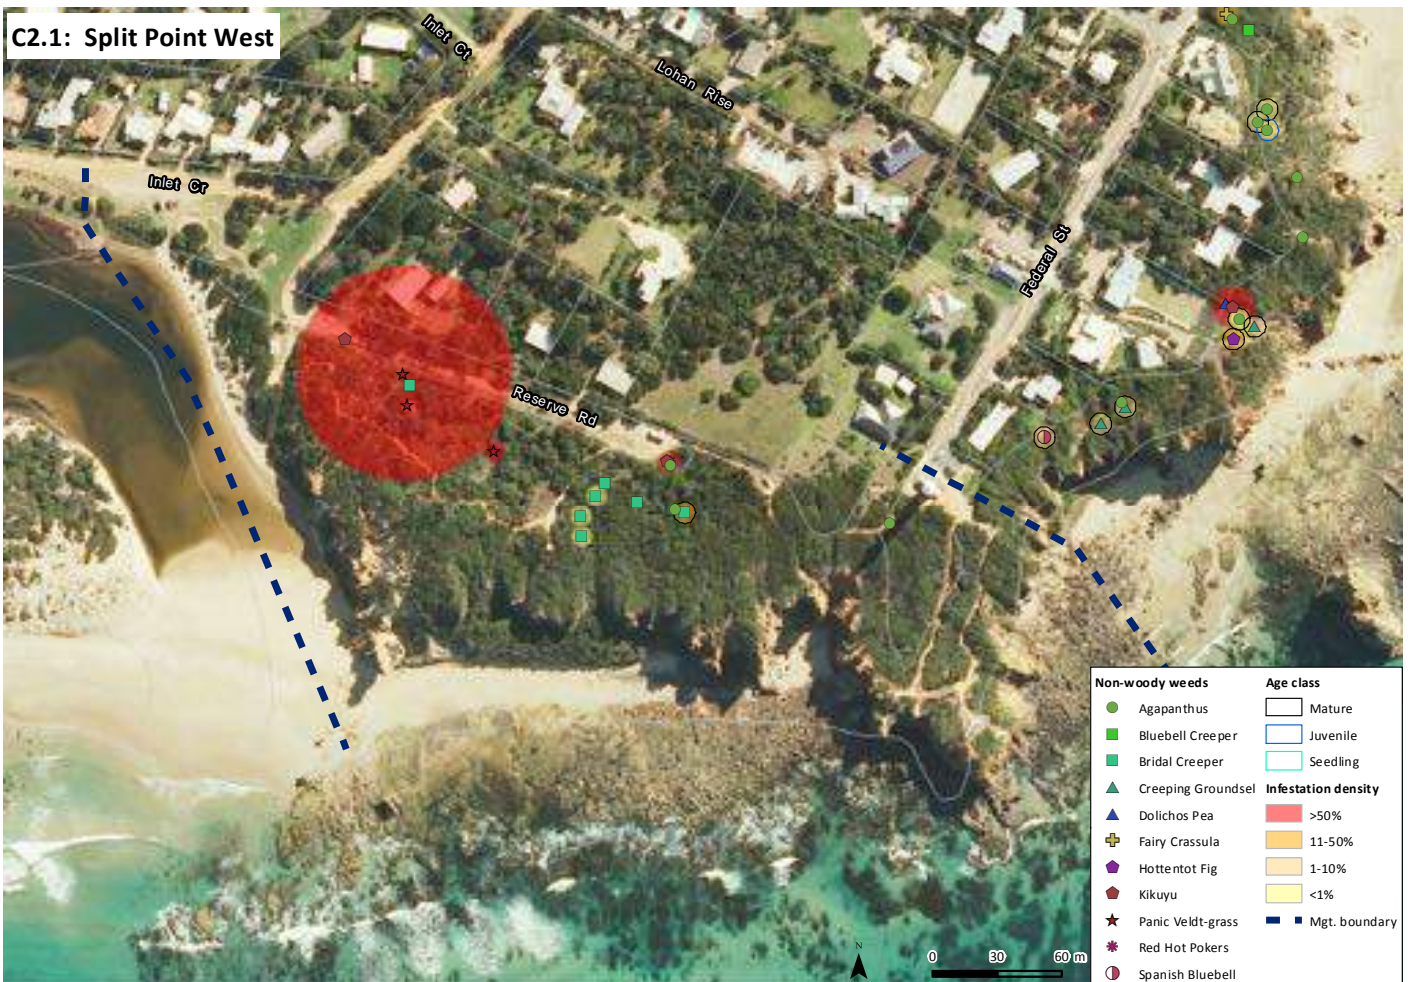 C2.1: Split Point West
Inlet Ct
Lohan Rise
Inlet Cr
Federal St
Reserve Rd
Non-woody weeds
Agapanthus
Bluebell Creeper
Bridal Creeper
Creeping Groundsel
Dolichos Pea
Fairy Crassula
Hottentot Fig
Kikuyu
Panic Veldt-grass
Red Hot Pokers
Spanish Bluebell
Age class
Mature
Juvenile
Seedling
Infestation density
>50%
11-50%
1-10%
<1%
Mgt. boundary
N
0 30 60 m